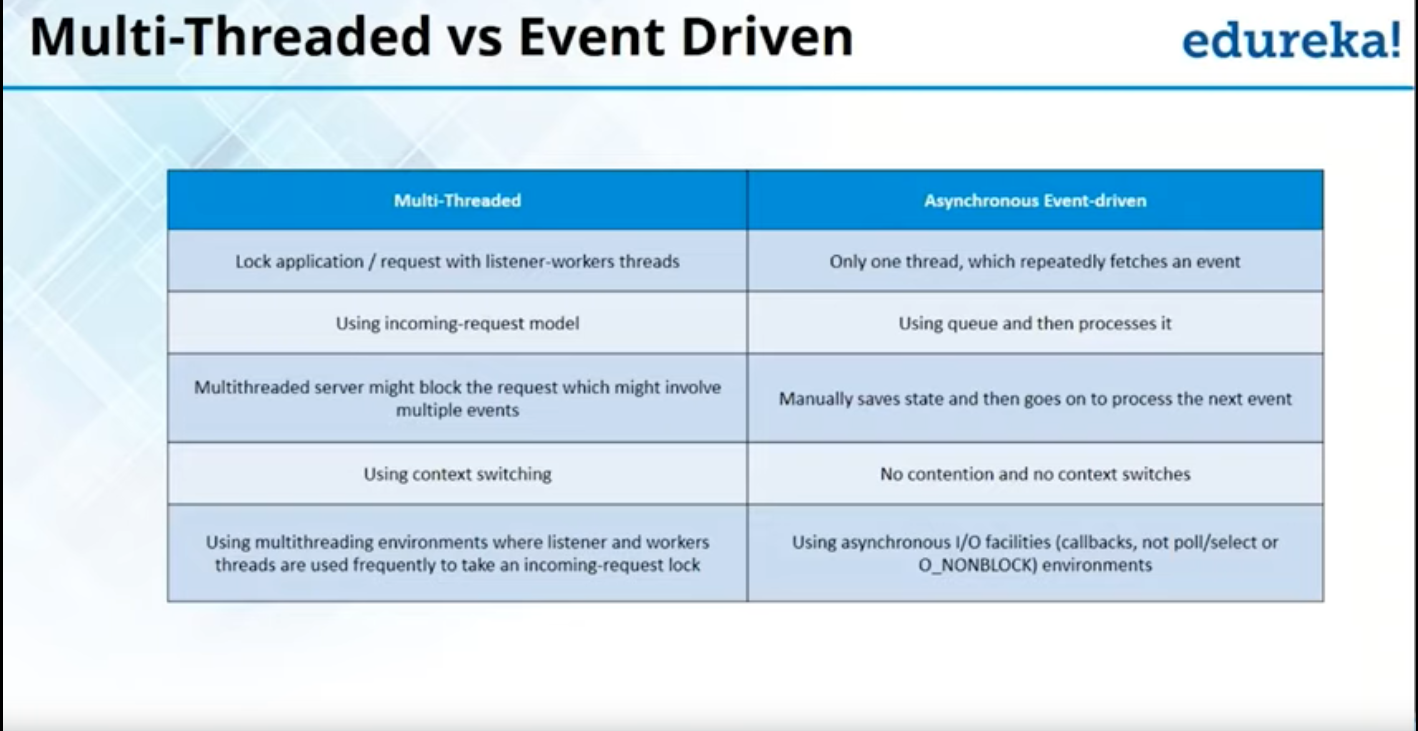 Multi-Threaded vs Event Driven
edureka!
Multi-Threaded
Asynchronous Event-driven
Lock application / request with listener-workers threads
Only one thread, which repeatedly fetches an event
Using incoming-request model
Using queue and then processes it
Multithreaded server might block the request which might involve
multiple events
Manually saves state and then goes on to process the next event
Using context switching
No contention and no context switches
Using multithreading environments where listener and workers
threads are used frequently to take an incoming-request lock
Using asynchronous I/O facilities (callbacks, not poll/select or
O_NONBLOCK) environments